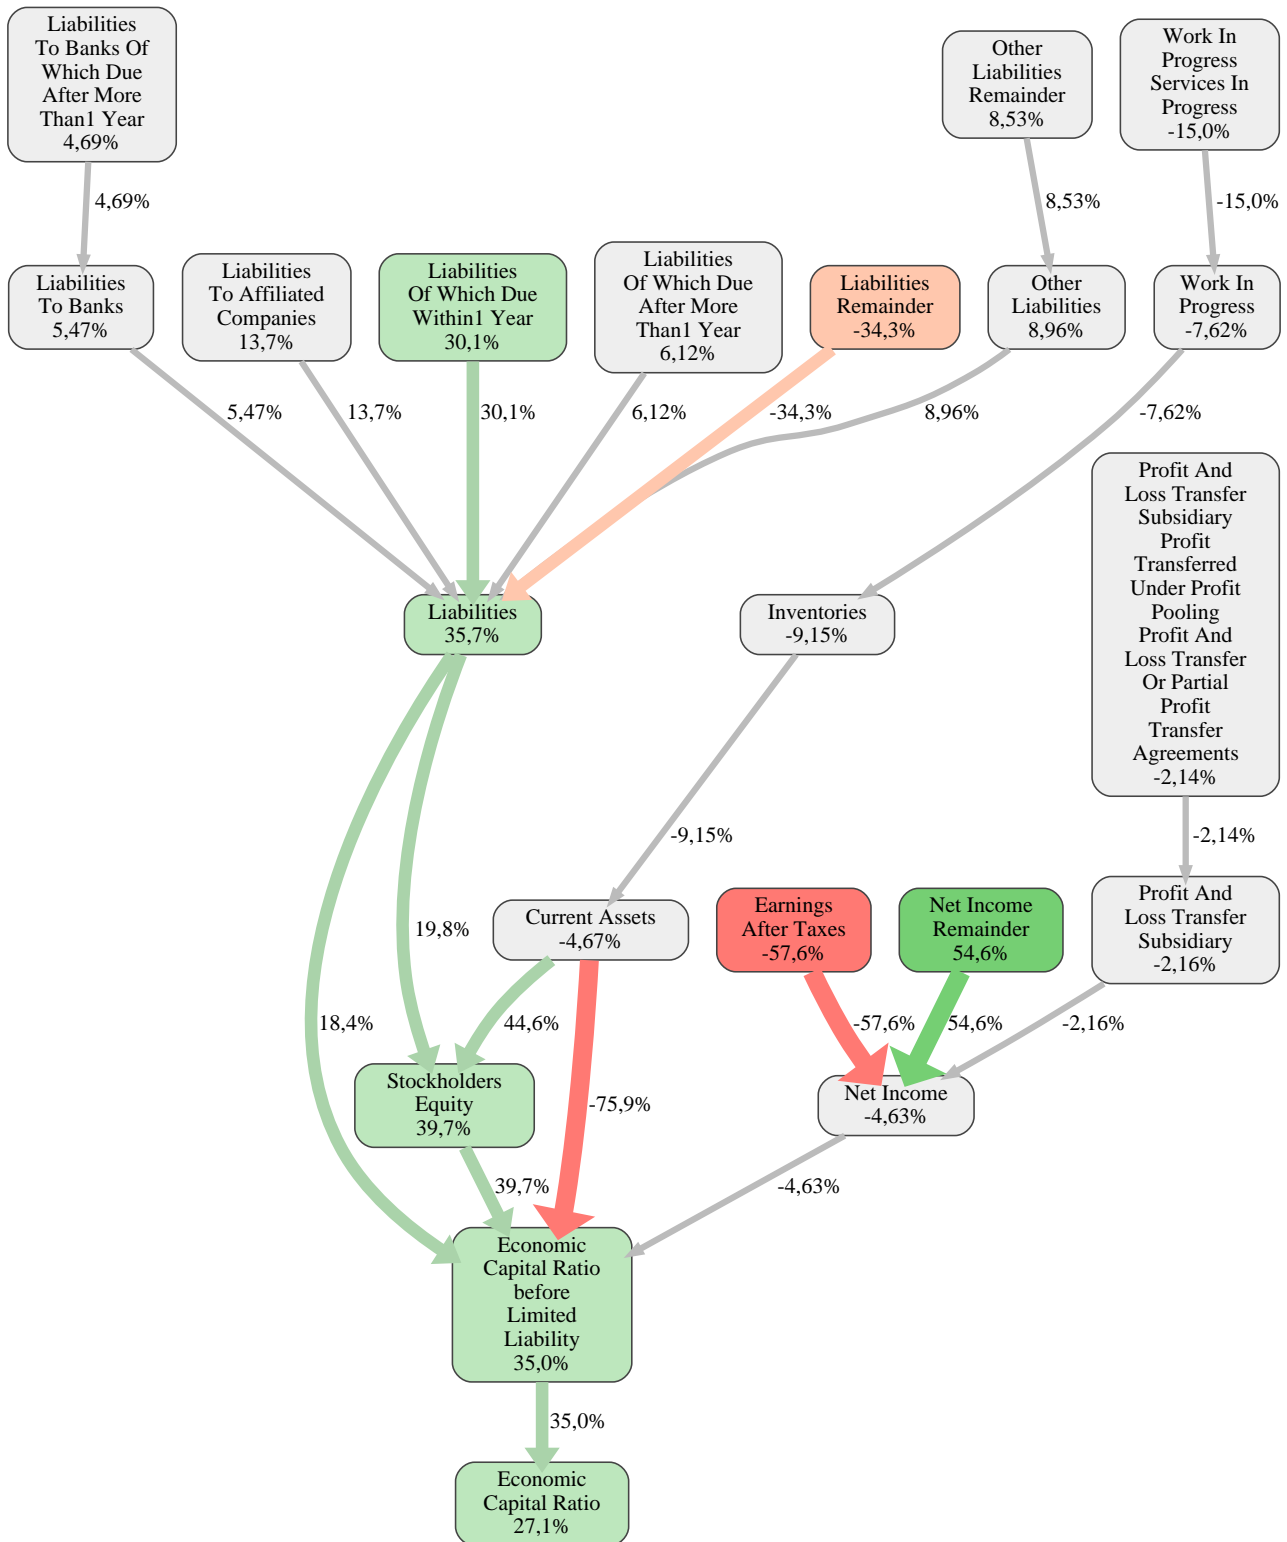 Liabilities
To Banks Of
Which Due
After More
Than1 Year
4,69%
Other
Liabilities
Remainder
8,53%
Work In
Progress
Services In
Progress
-15,0%
4,69%
8,53%
-15,0%
Liabilities
To Banks
5,47%
Liabilities
To Affiliated
Companies
13,7%
Liabilities
Of Which Due
Within1 Year
30,1%
Liabilities
Of Which Due
After More
Than1 Year
6,12%
Liabilities
Remainder
-34,3%
Other
Liabilities
8,96%
Work In
Progress
-7,62%
5,47%
13,7%
30,1%
6,12%
-34,3%
8,96%
-7,62%
Profit And
Loss Transfer
Subsidiary
Profit
Transferred
Under Profit
Pooling
Profit And
Loss Transfer
Or Partial
Profit
Transfer
Agreements
-2,14%
Liabilities
35,7%
Inventories
-9,15%
-9,15%
-2,14%
Current Assets
-4,67%
Earnings
After Taxes
-57,6%
Net Income
Remainder
54,6%
Profit And
Loss Transfer
Subsidiary
-2,16%
19,8%
18,4%
44,6%
-57,6%
54,6%
-2,16%
Stockholders
Equity
39,7%
-75,9%
Net Income
-4,63%
39,7%
-4,63%
Economic
Capital Ratio
before
Limited
Liability
35,0%
35,0%
Economic
Capital Ratio
27,1%